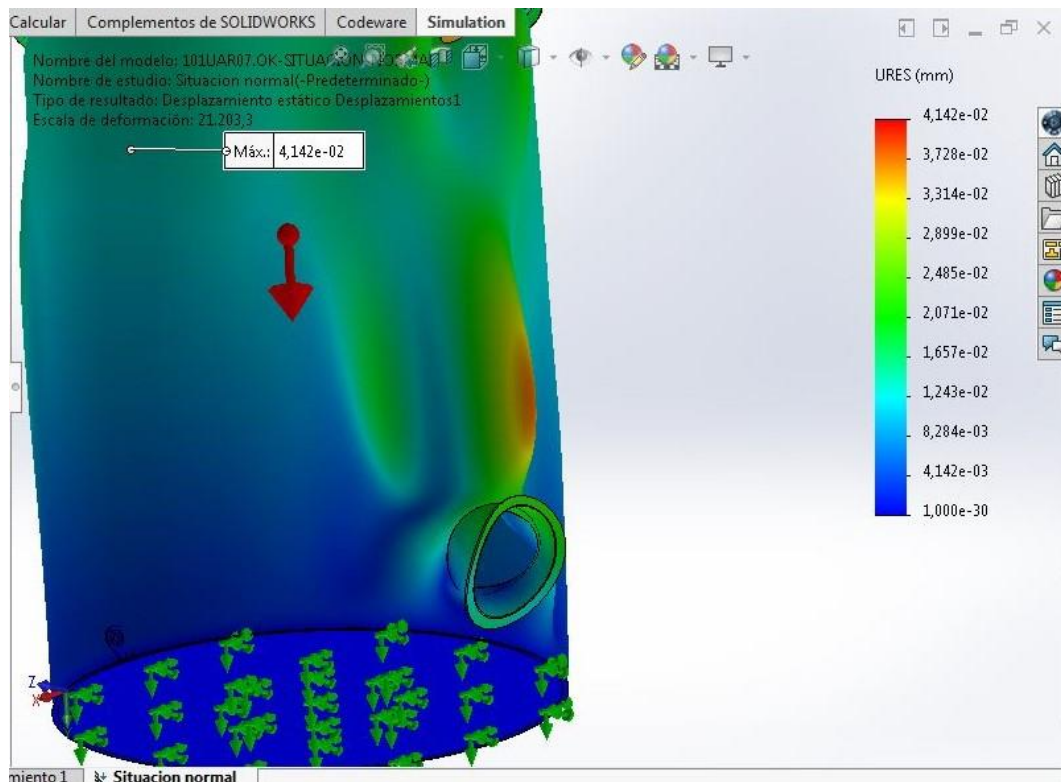 Calcular Complementos de SOLIDWORKS Codeware Simulation
Nombre del modelo: 101UAR07.OK-SITUACION NORMAL
Nombre de estudio: Situacion normal(-Predeterminado-)
Tipo de resultado: Desplazamiento estático Desplazamientos1
Escala de deformación: 21.203,3
Máx.: 4,142e-02
URES (mm)
4,142e-02
3,728e-02
3,314e-02
2,899e-02
2,485e-02
2,071e-02
1,657e-02
1,243e-02
8,284e-03
4,142e-03
1,000e-30
Z
X
miento 1 Situacion normal